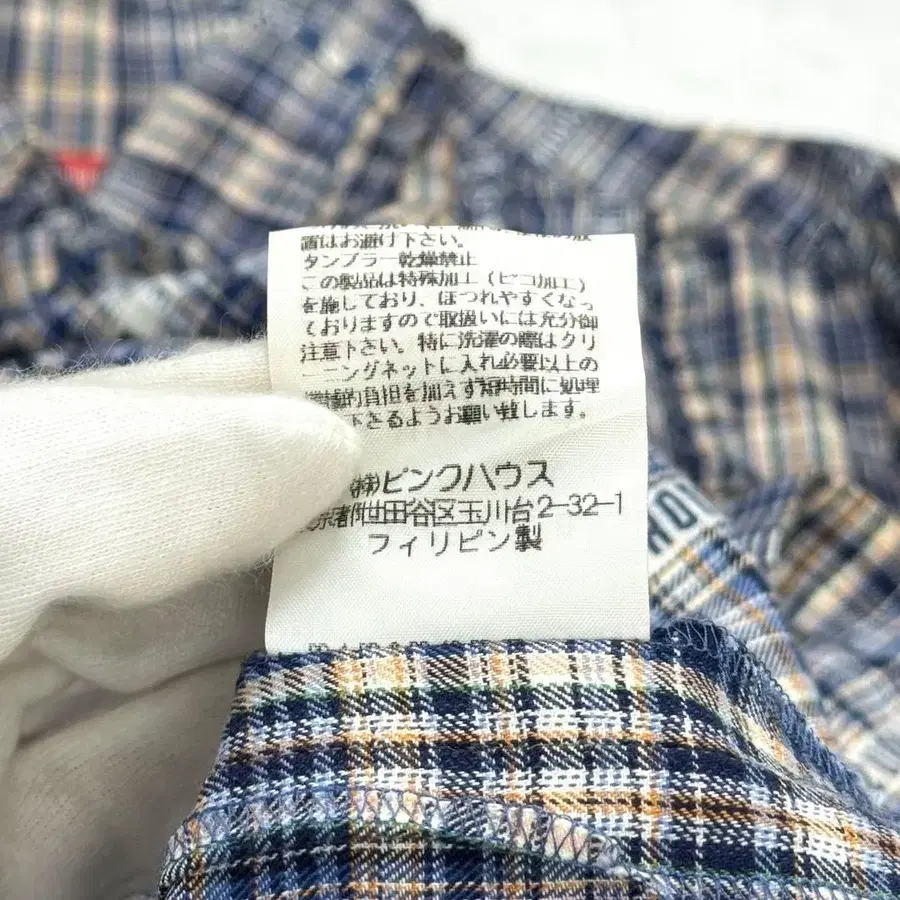 置はお避け下さい。
タンブラー乾燥禁止
この製品は特殊加工(ピコ加工)
を施しており、ほつれやすくなっ
ておりますので取扱いには充分御
注意下さい。特に洗濯の際はクリ
ーニングネットに入れ必要以上の
機械的負担を加えず短時間に処理
下さるようお願い致します。
㈱ピンクハウス
京都世田谷区玉川台2-32-1
フィリピン製